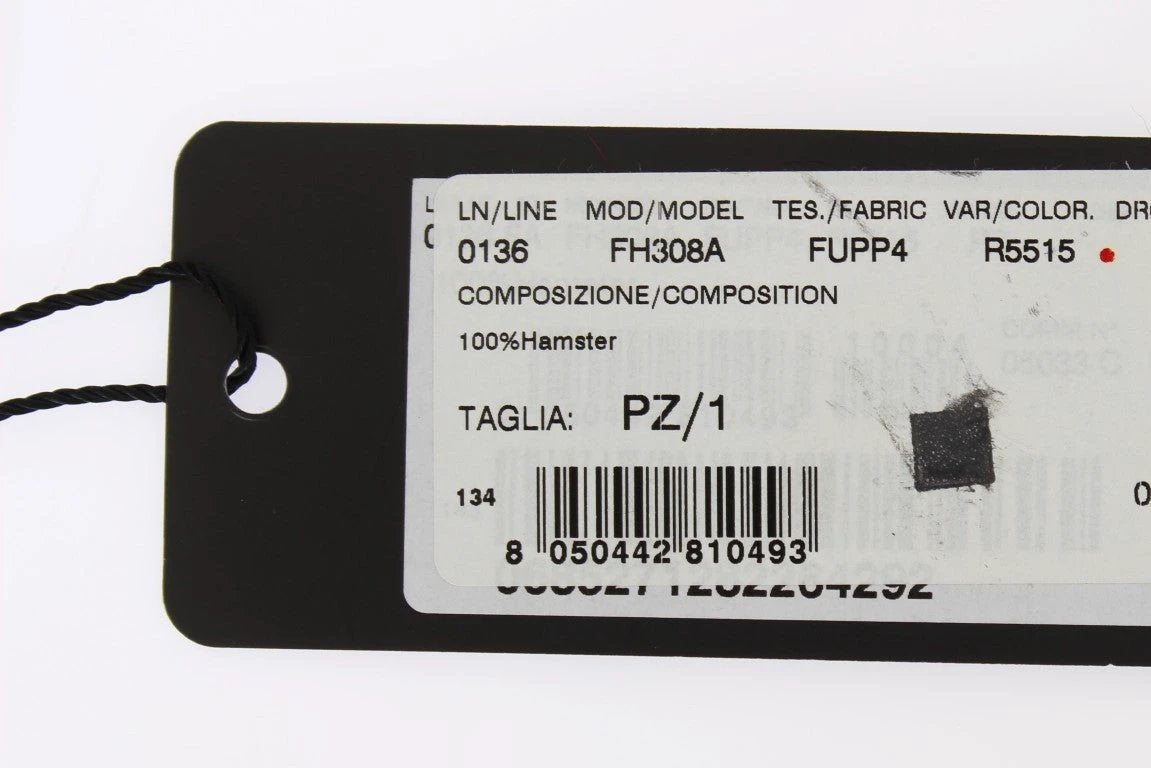 LN/LINE MOD/MODEL TES./FABRIC VAR/COLOR.
0136 FH308A FUPP4 R5515
COMPOSIZIONE/COMPOSITION
100%Hamster
TAGLIA: PZ/1
134
8 050442 810493